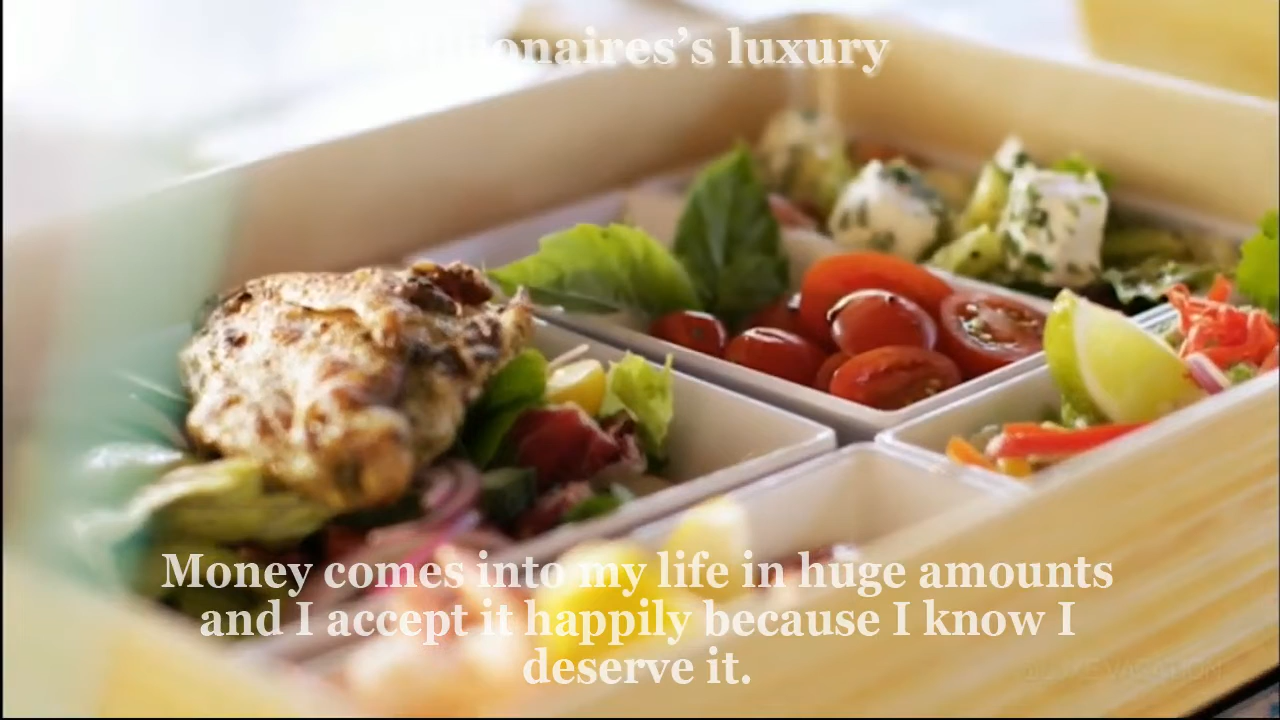 luxury
Money comes into my life in huge amounts
and I accept it happily because I know I
deserve it.